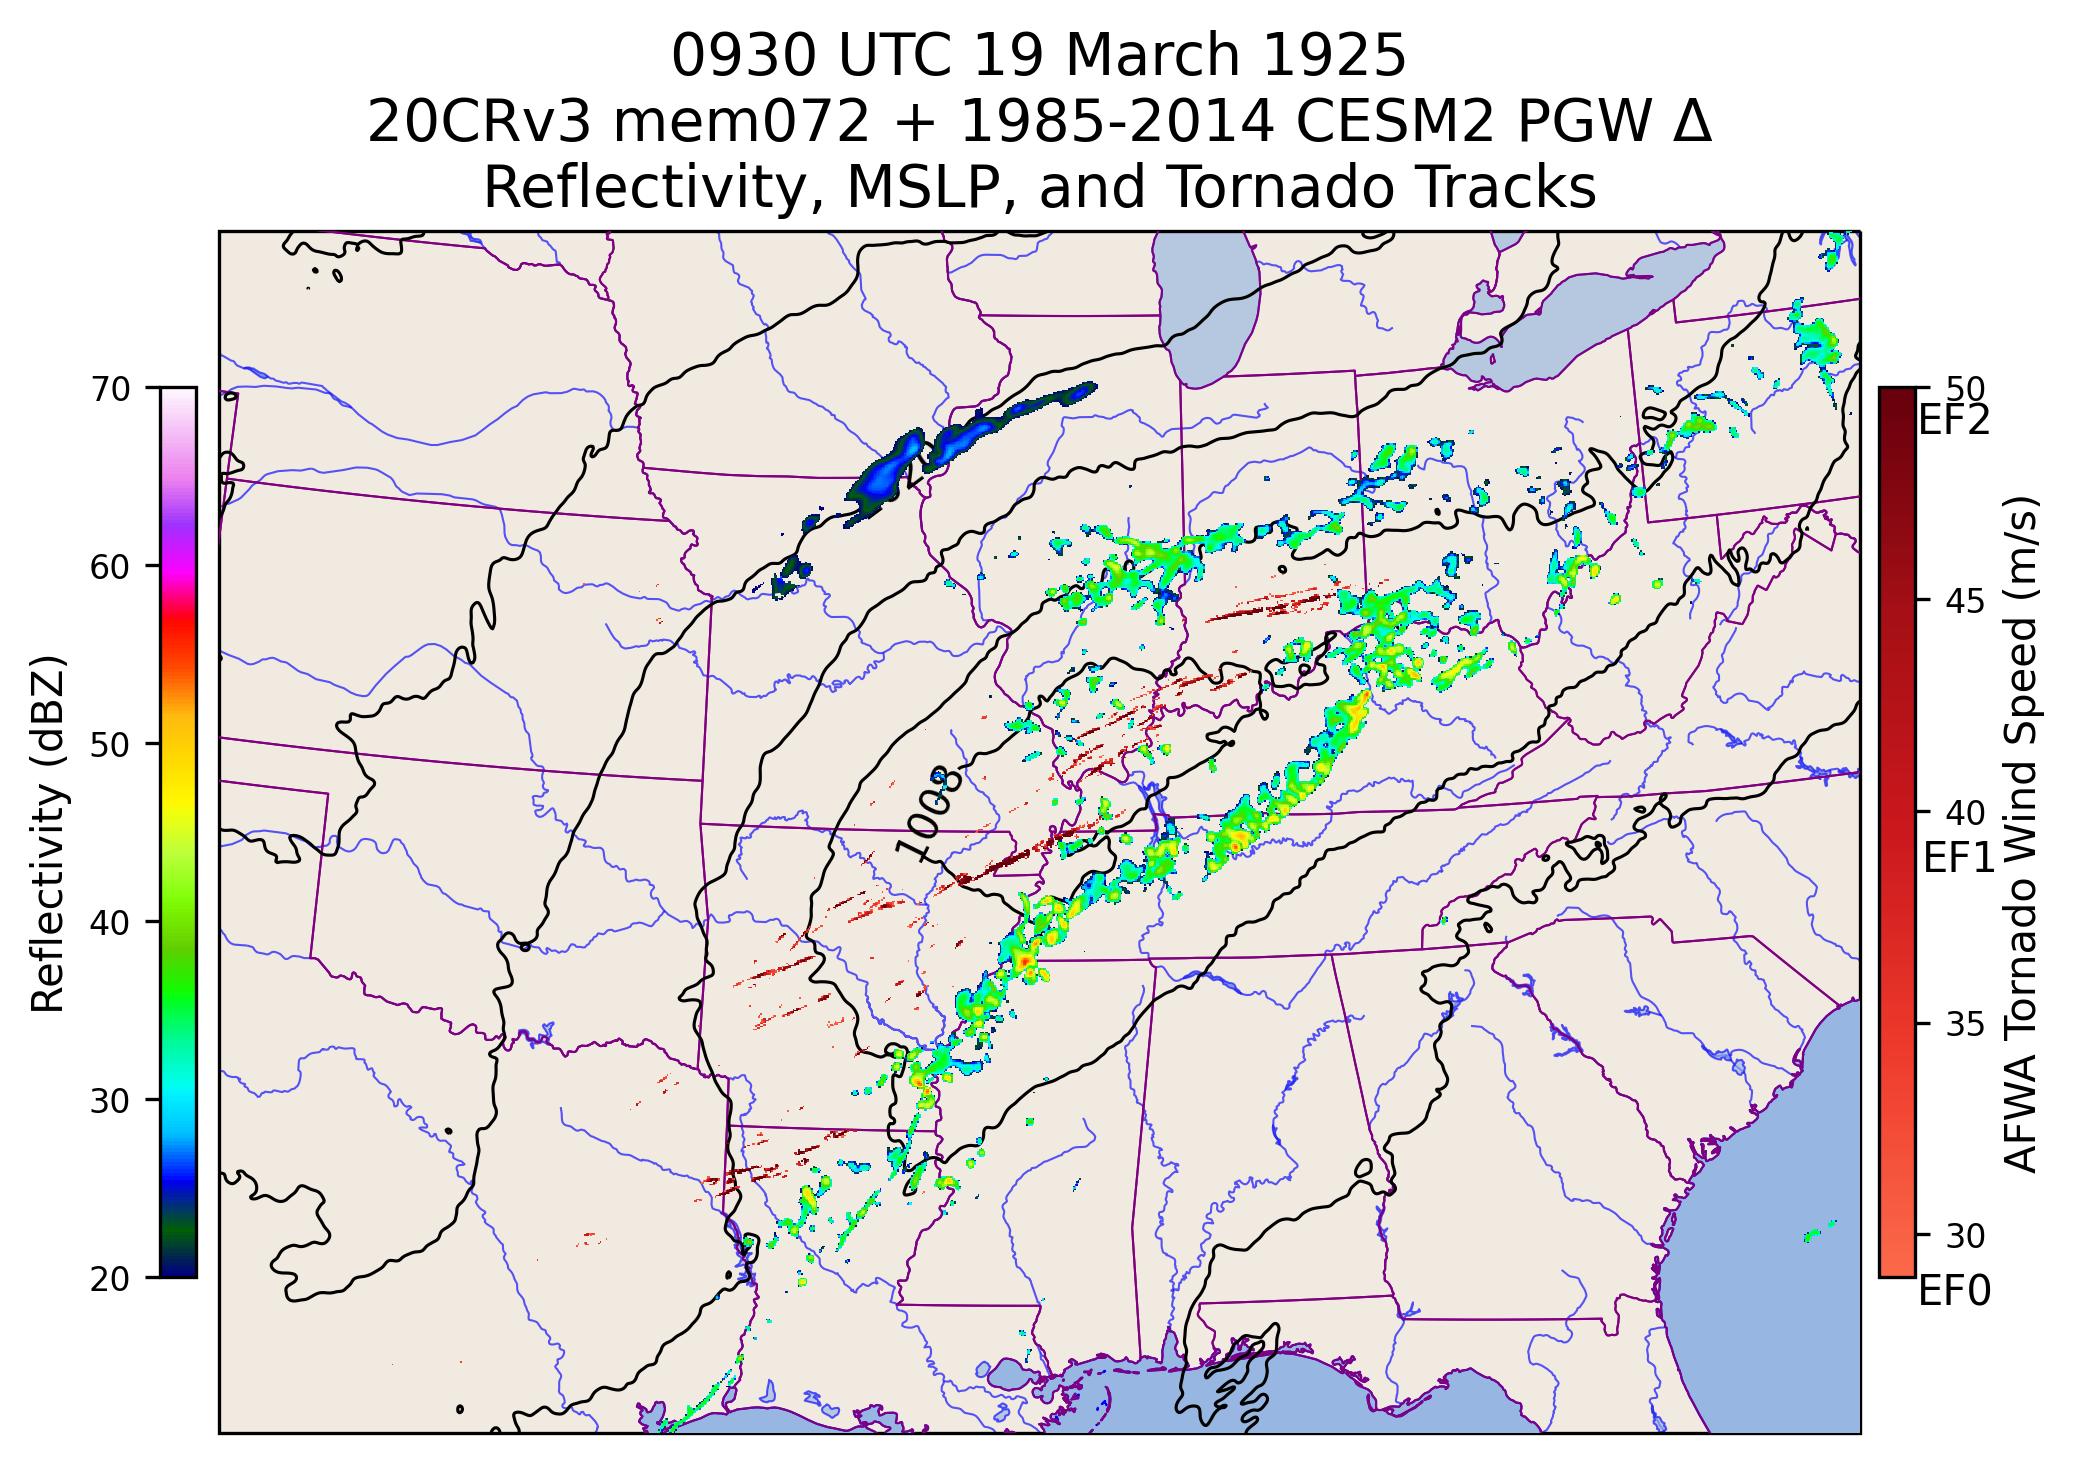 0930 UTC 19 March 1925
20CRv3 mem072 + 1985-2014 CESM2 PGW Δ
Reflectivity, MSLP, and Tornado Tracks
70
60
50
40
30
20
Reflectivity (dBZ)
1008
50
EF2
45
40
EF1
35
30
EF0
AFWA Tornado Wind Speed (m/s)